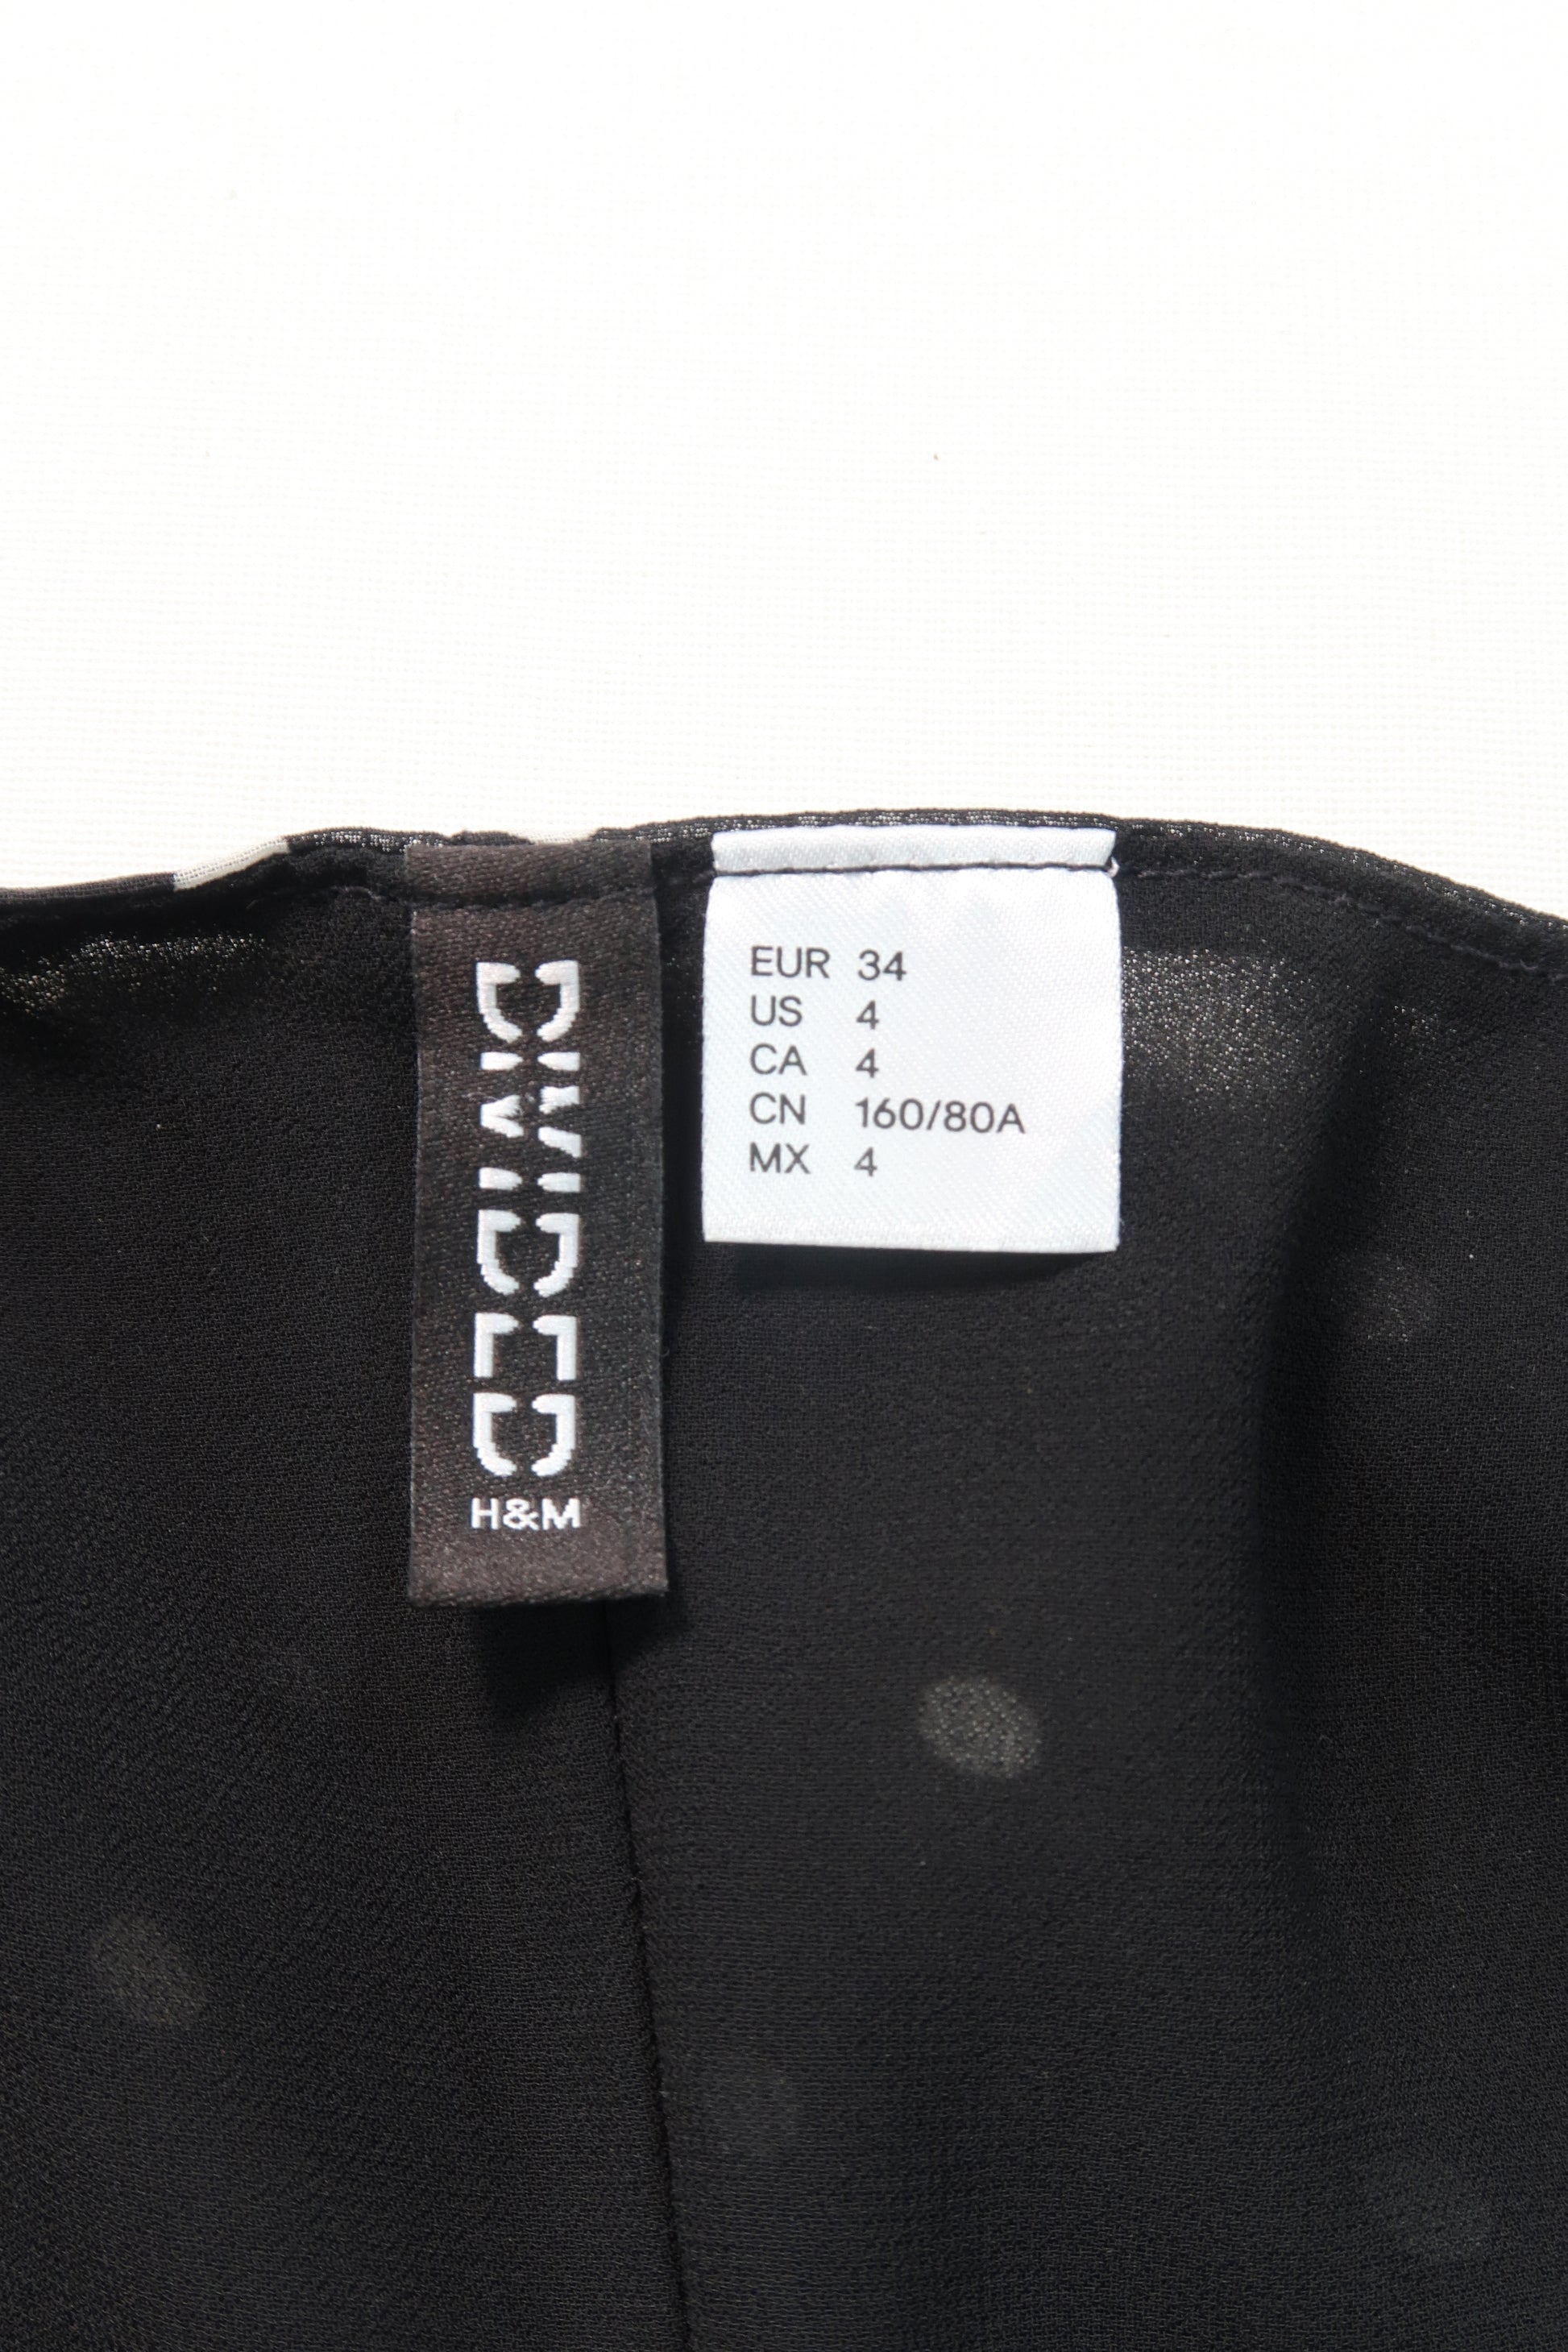 DIVIDED
H&M
EUR 34
US 4
CA 4
CN 160/80A
MX 4